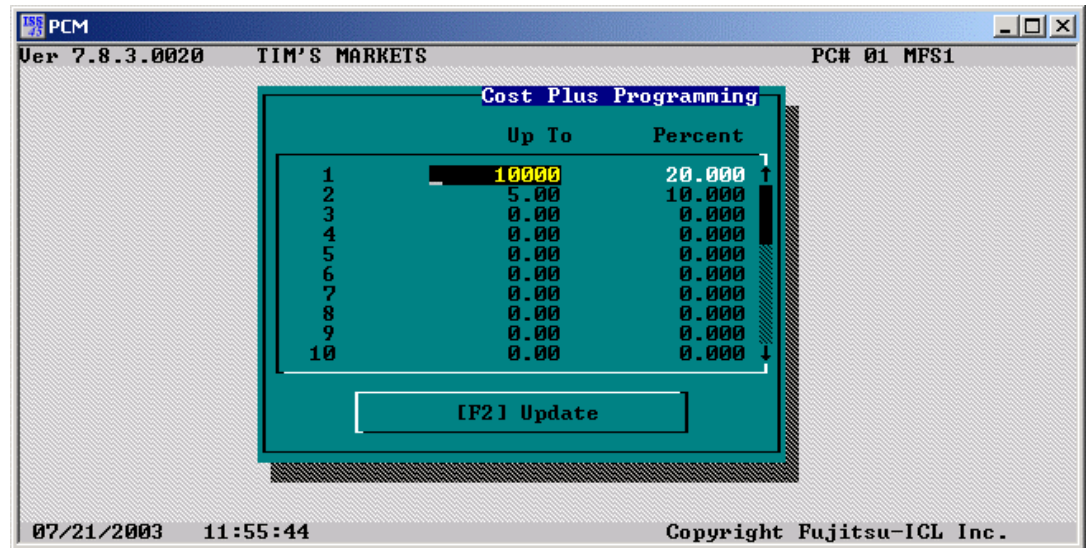 ISS 45 PCM
Ver 7.8.3.0020 TIM'S MARKETS PC# 01 MFS1
Cost Plus Programming
Up To Percent
1 10000 20.000
2 5.00 10.000
3 0.00 0.000
4 0.00 0.000
5 0.00 0.000
6 0.00 0.000
7 0.00 0.000
8 0.00 0.000
9 0.00 0.000
10 0.00 0.000
[F2] Update
07/21/2003 11:55:44 Copyright Fujitsu-ICL Inc.